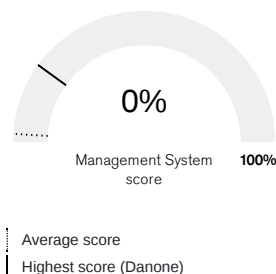 0%
Management System
score
100%
Average score
Highest score (Danone)